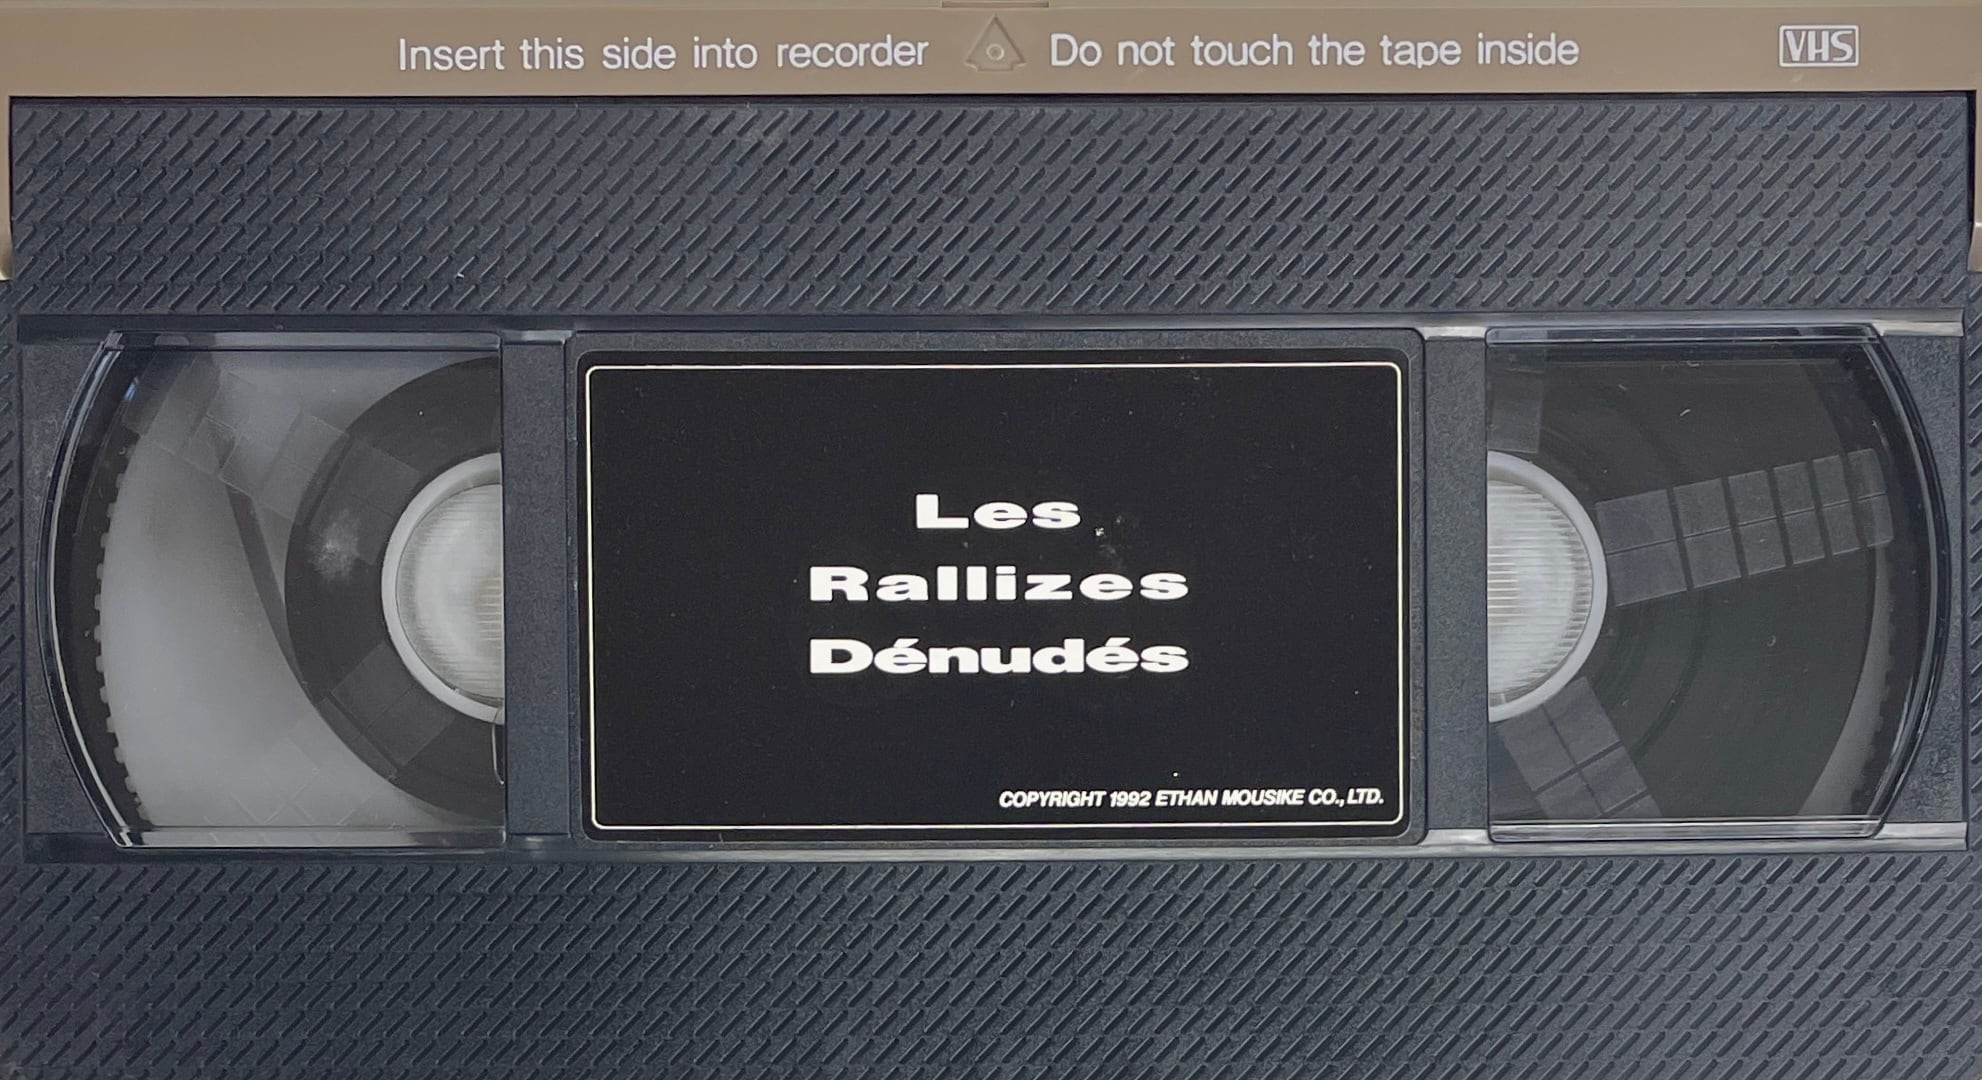 Insert this side into recorder Do not touch the tape inside VHS
Les
Rallizes
Dénudés
COPYRIGHT 1992 ETHAN MOUSIKE CO., LTD.